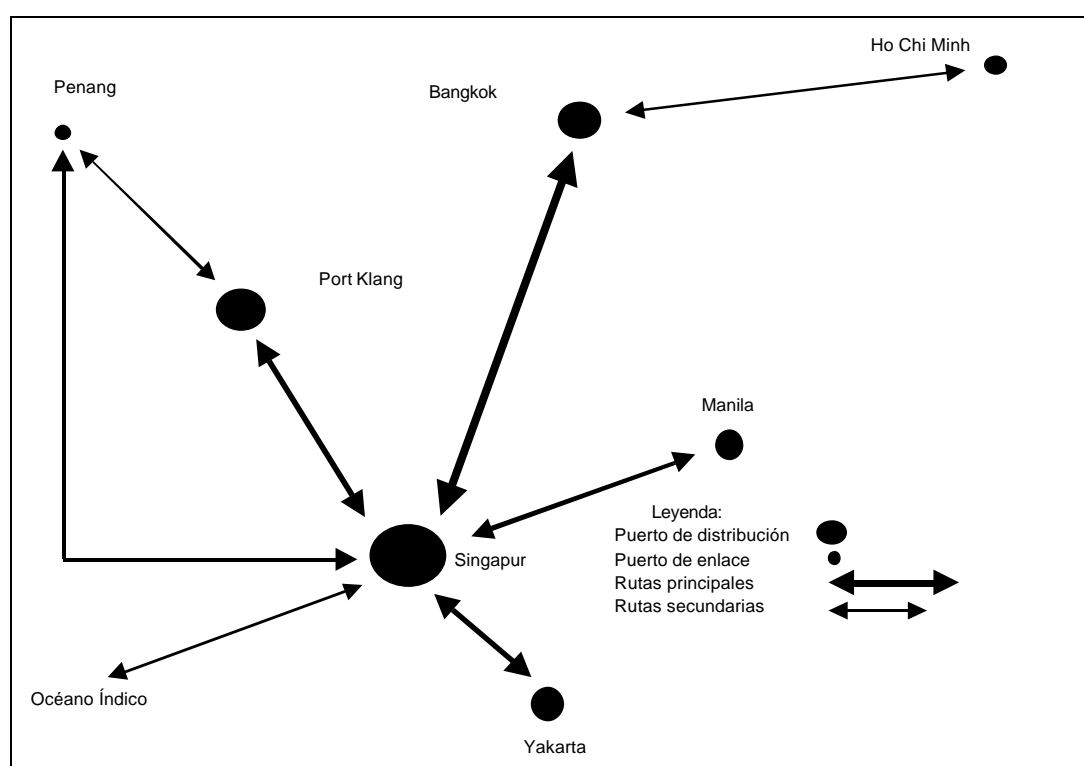 Ho Chi Minh
Penang
Bangkok
Port Klang
Manila
Leyenda:
Puerto de distribución
Singapur
Puerto de enlace
Rutas principales
Rutas secundarias
Océano Índico
Yakarta